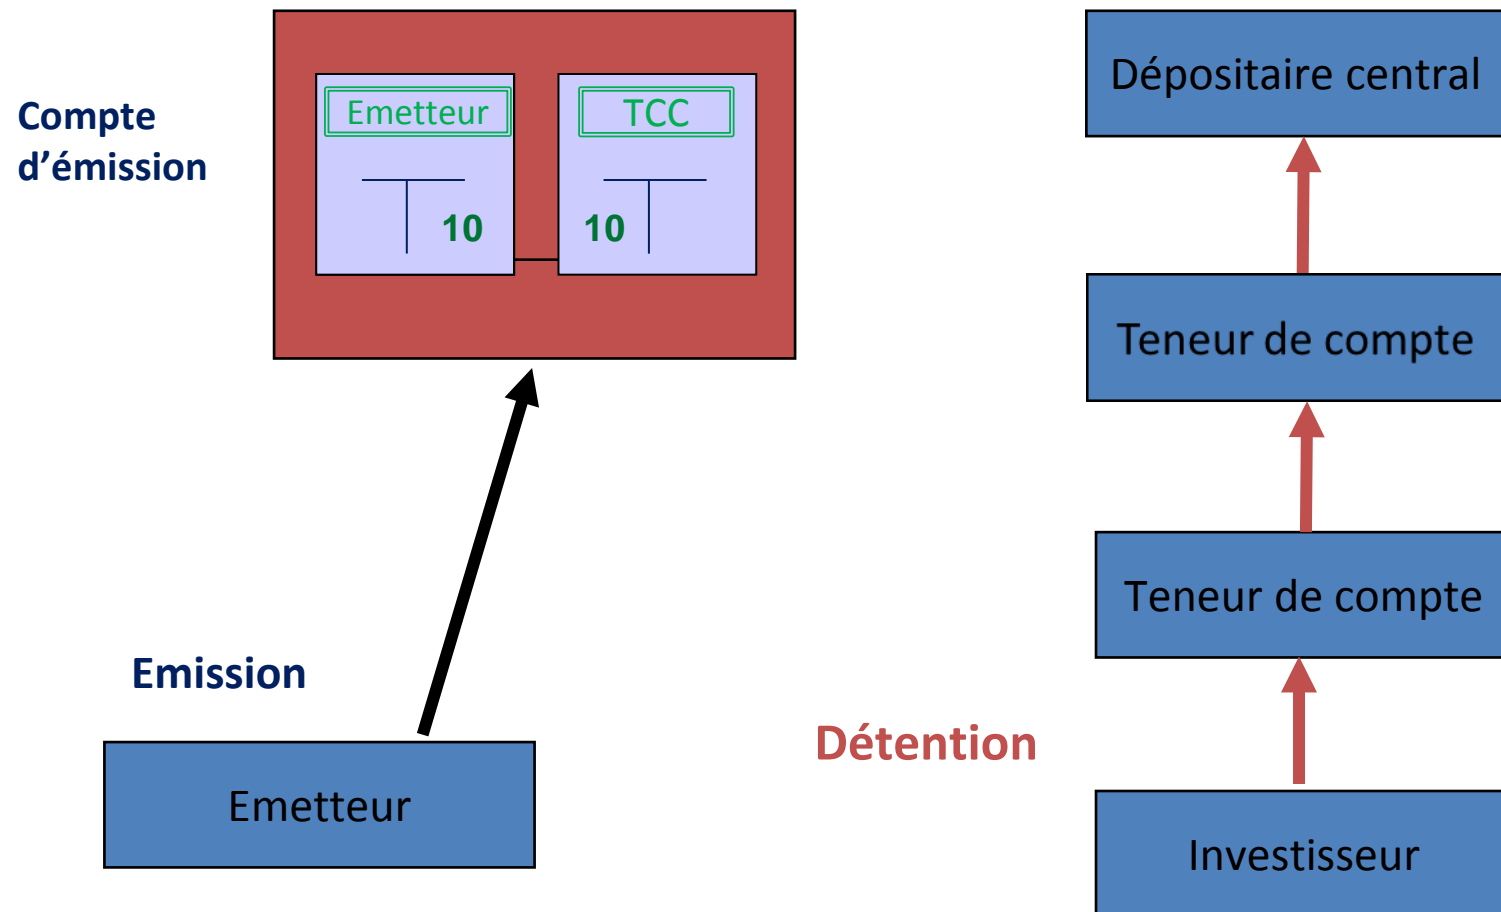 Compte
d’émission
Emetteur
TCC
10
10
Emission
Emetteur
Dépositaire central
Teneur de compte
Teneur de compte
Détention
Investisseur